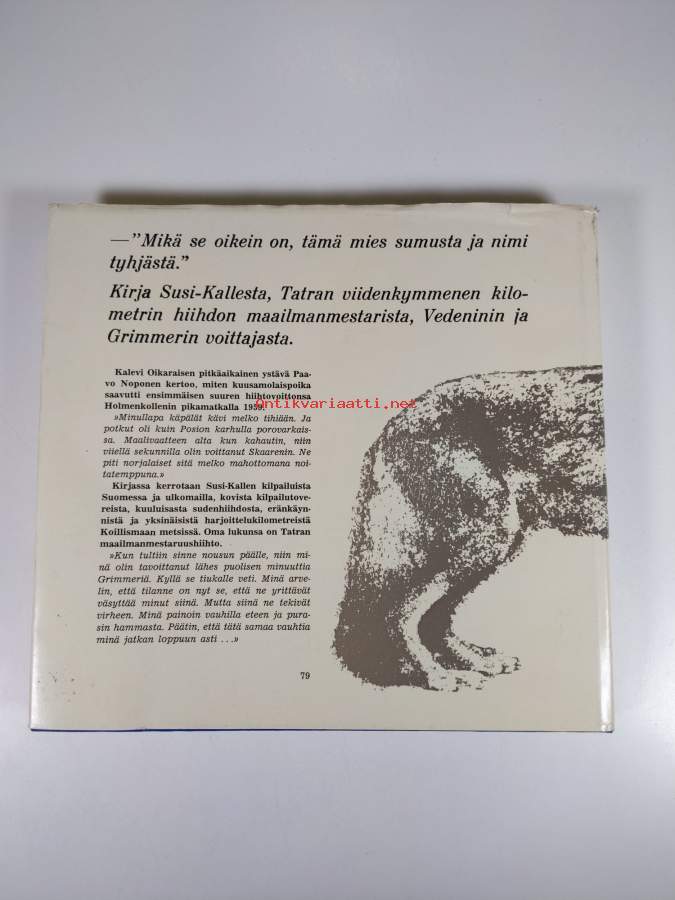 —"Mikä se oikein on, tämä mies sumusta ja nimi
tyhjästä."
Kirja Susi-Kallesta, Tatran viidenkymmenen kilo-
metrin hiihdon maailmanmestarista, Vedeninin ja
Grimmerin voittajasta.
Kalevi Oikaraisen pitkäaikainen ystävä Paa-
vo Noponen kertoo, miten kuusamolaispoika
saavutti ensimmäisen suuren hiihtovoittonsa
Holmenkollenin pikamatkalla 1959.
Antikvariaatti.net
»Minullapa käpälät kävi melko tihiään. Ja
potkut oli kuin Posion karhulla porovarkais-
sa. Maalivaatteen alta kun kahautin, niin
viiellä sekunnilla olin voittanut Skaarenin. Ne
piti norjalaiset sitä melko mahottomana noi-
tatemppuna.»
Kirjassa kerrotaan Susi-Kallen kilpailuista
Suomessa ja ulkomailla, kovista kilpailutove-
reista, kuuluisasta sudenhiihdosta, eränkäyn-
nistä ja yksinäisistä harjoittelukilometreistä
Koillismaan metsissä. Oma lukunsa on Tatran
maailmanmestaruushiihto.
»Kun tultiin sinne nousun päälle, niin mi-
nä olin tavoittanut lähes puolisen minuuttia
Grimmeriä. Kyllä se tiukalle veti. Minä arve-
lin, että tilanne on nyt se, että ne yrittävät
väsyttää minut siinä. Mutta siinä ne tekivät
virheen. Minä painoin vauhilla eteen ja pura-
sin hammasta. Päätin, että tätä samaa vauhtia
minä jatkan loppuun asti . . .»
79